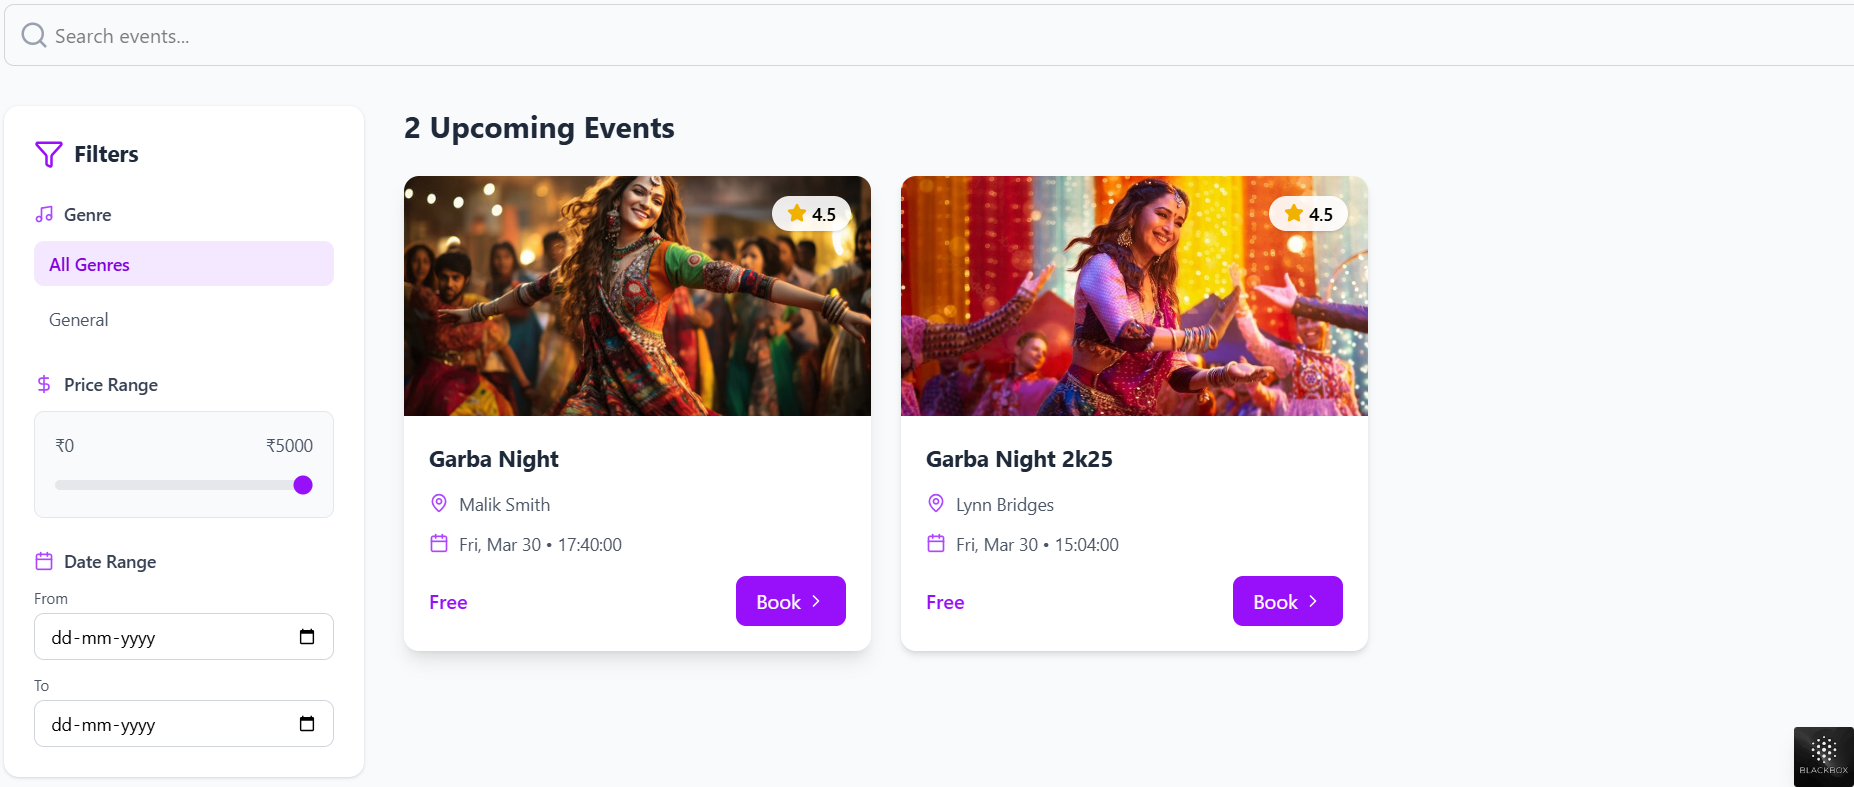 Search events...
Filters
Genre
All Genres
General
Price Range
₹0 ₹5000
Date Range
From
dd-mm-yyyy
To
dd-mm-yyyy
2 Upcoming Events
4.5
Garba Night
Malik Smith
Fri, Mar 30 • 17:40:00
Free Book
4.5
Garba Night 2k25
Lynn Bridges
Fri, Mar 30 • 15:04:00
Free Book
BLACKBOX